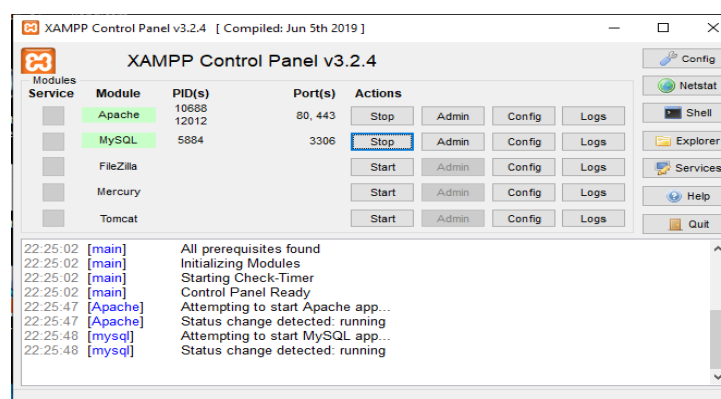 XAMPP Control Panel v3.2.4 [ Compiled: Jun 5th 2019 ]
XAMPP Control Panel v3.2.4
Config
Modules
Service Module PID(s) Port(s) Actions
Netstat
Apache 10688 12012 80, 443 Stop Admin Config Logs
Shell
MySQL 5884 3306 Stop Admin Config Logs
Explorer
FileZilla Start Admin Config Logs
Services
Mercury Start Admin Config Logs
Help
Tomcat Start Admin Config Logs
Quit
22:25:02 [main] All prerequisites found
22:25:02 [main] Initializing Modules
22:25:02 [main] Starting Check-Timer
22:25:02 [main] Control Panel Ready
22:25:47 [Apache] Attempting to start Apache app...
22:25:47 [Apache] Status change detected: running
22:25:48 [mysql] Attempting to start MySQL app...
22:25:48 [mysql] Status change detected: running